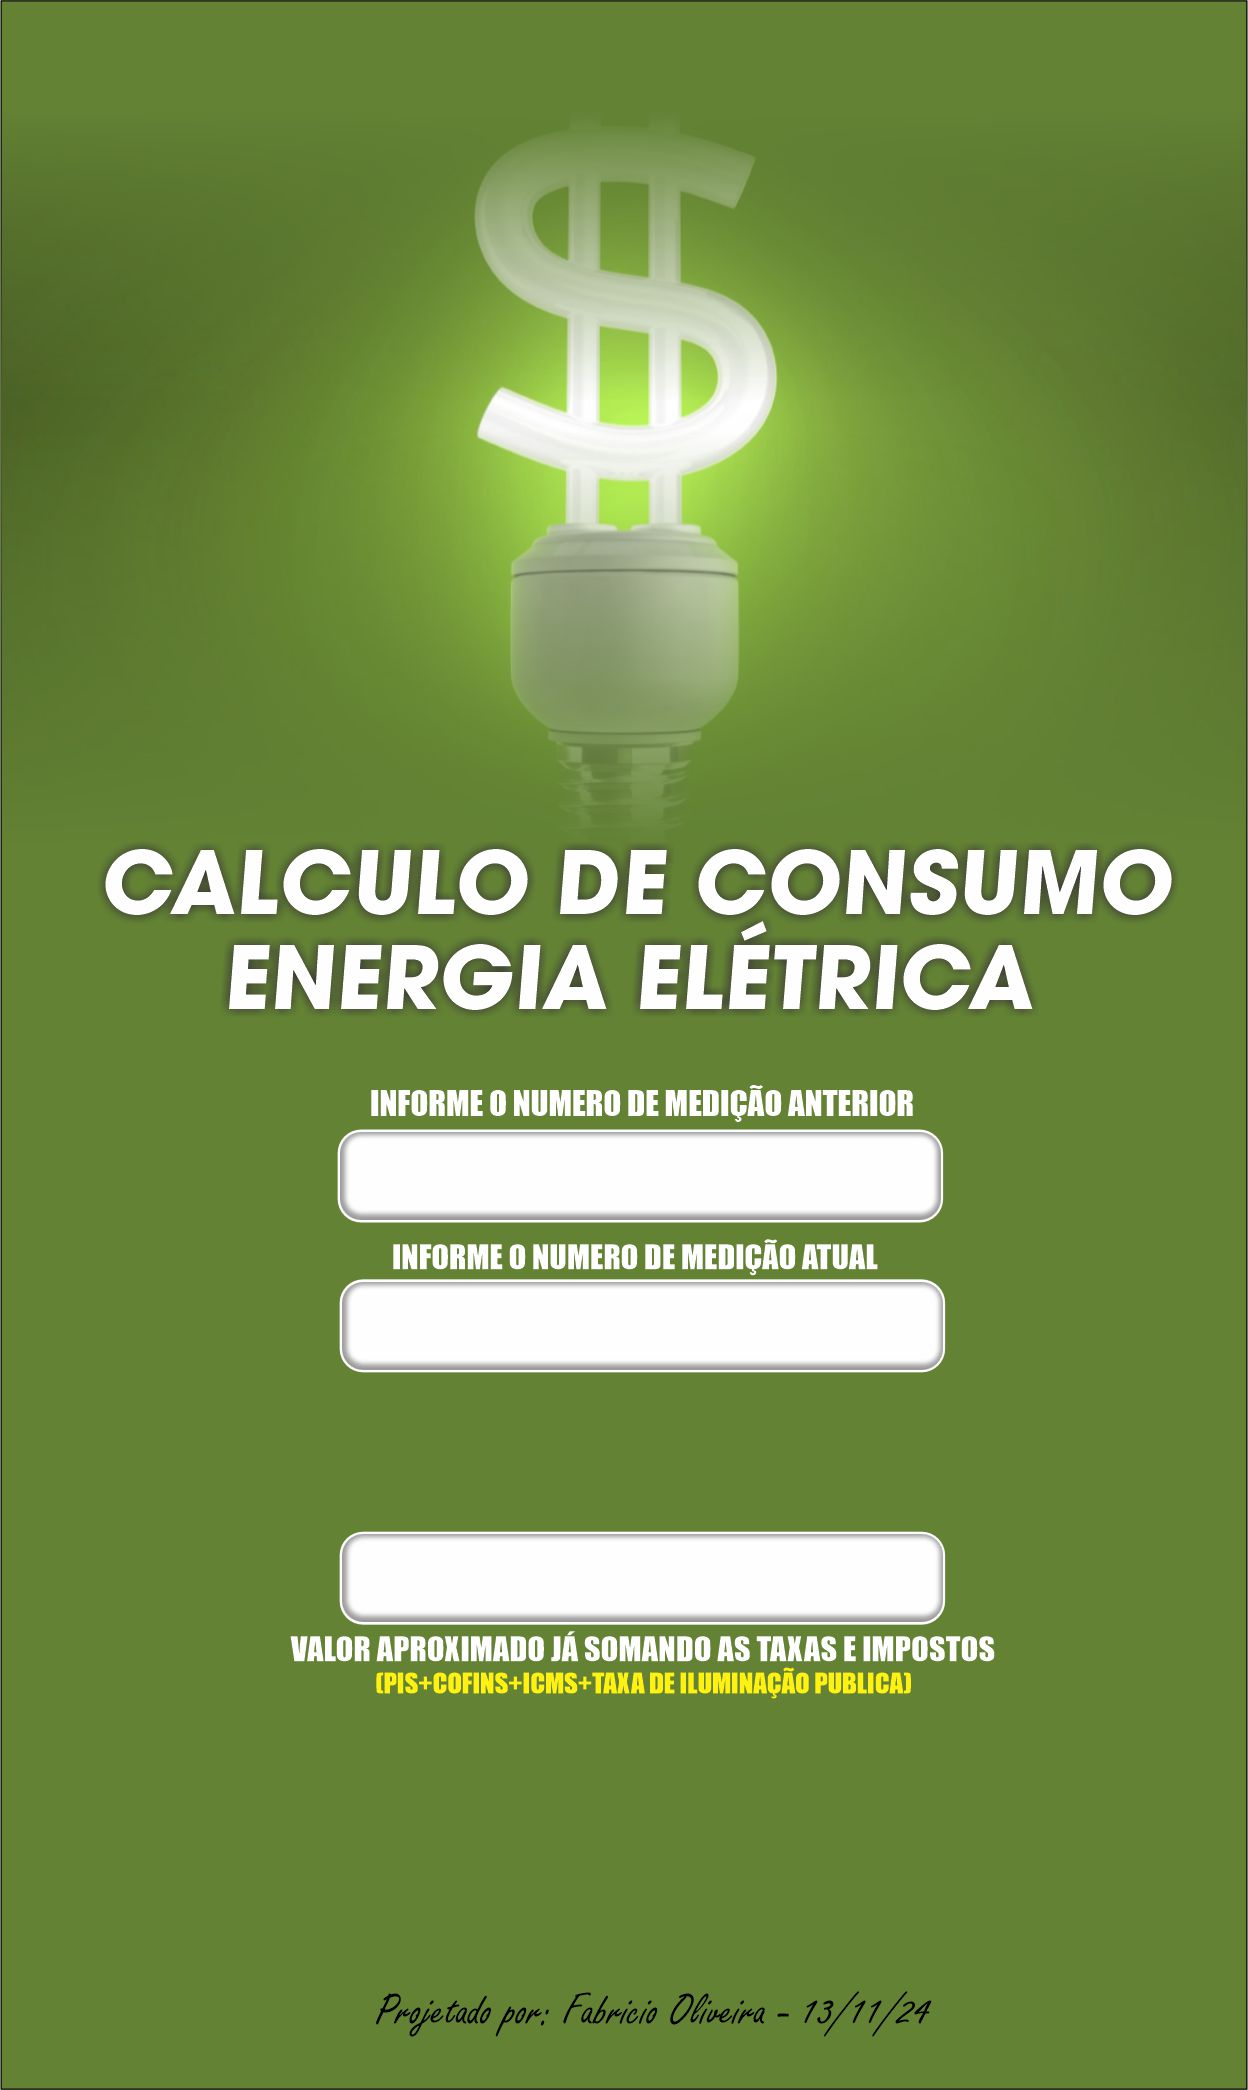 CALCULO DE CONSUMO
ENERGIA ELÉTRICA
INFORME O NUMERO DE MEDIÇÃO ANTERIOR
INFORME O NUMERO DE MEDIÇÃO ATUAL
VALOR APROXIMADO JÁ SOMANDO AS TAXAS E IMPOSTOS
(PIS+COFINS+ICMS+TAXA DE ILUMINAÇÃO PUBLICA)
Projetado por: Fabricio Oliveira - 13/11/24